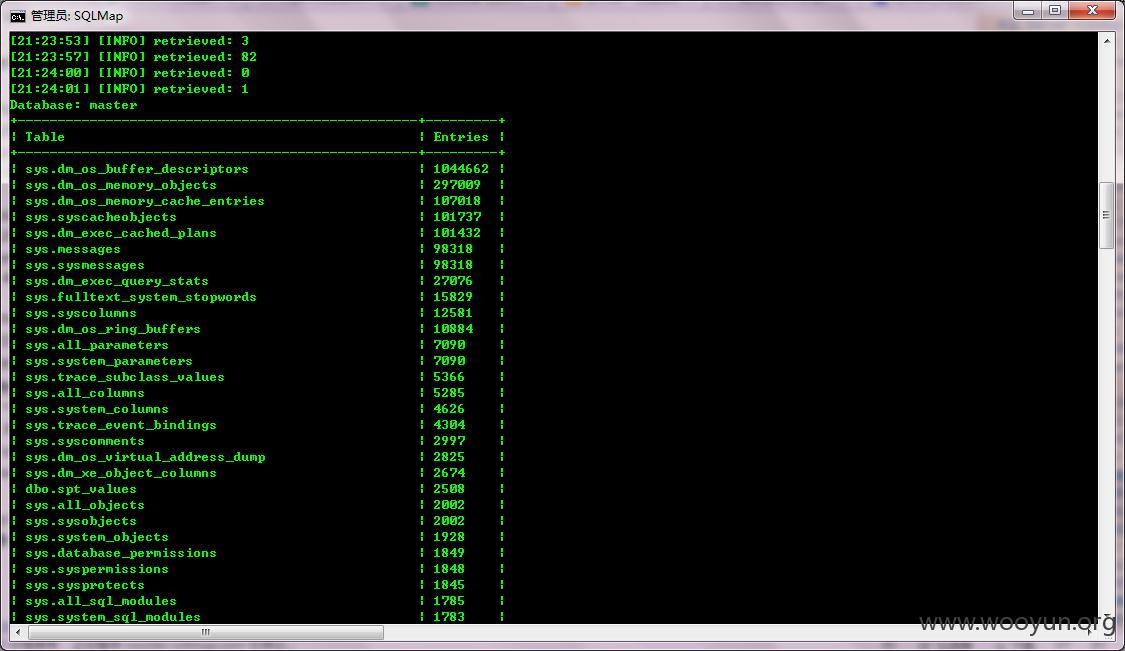 管理员: SQLMap
[21:23:53] [INFO] retrieved: 3
[21:23:57] [INFO] retrieved: 82
[21:24:00] [INFO] retrieved: 0
[21:24:01] [INFO] retrieved: 1
Database: master
Table Entries
sys.dm_os_buffer_descriptors 1044662
sys.dm_os_memory_objects 297009
sys.dm_os_memory_cache_entries 107018
sys.syscacheobjects 101737
sys.dm_exec_cached_plans 101432
sys.messages 98318
sys.sysmessages 98318
sys.dm_exec_query_stats 27076
sys.fulltext_system_stopwords 15829
sys.syscolumns 12581
sys.dm_os_ring_buffers 10884
sys.all_parameters 7090
sys.system_parameters 7090
sys.trace_subclass_values 5366
sys.all_columns 5285
sys.system_columns 4626
sys.trace_event_bindings 4304
sys.syscomments 2997
sys.dm_os_virtual_address_dump 2825
sys.dm_xe_object_columns 2674
dbo.spt_values 2508
sys.all_objects 2002
sys.sysobjects 2002
sys.system_objects 1928
sys.database_permissions 1849
sys.syspermissions 1848
sys.sysprotects 1845
sys.all_sql_modules 1785
sys.system_sql_modules 1783
www.wooyun.org